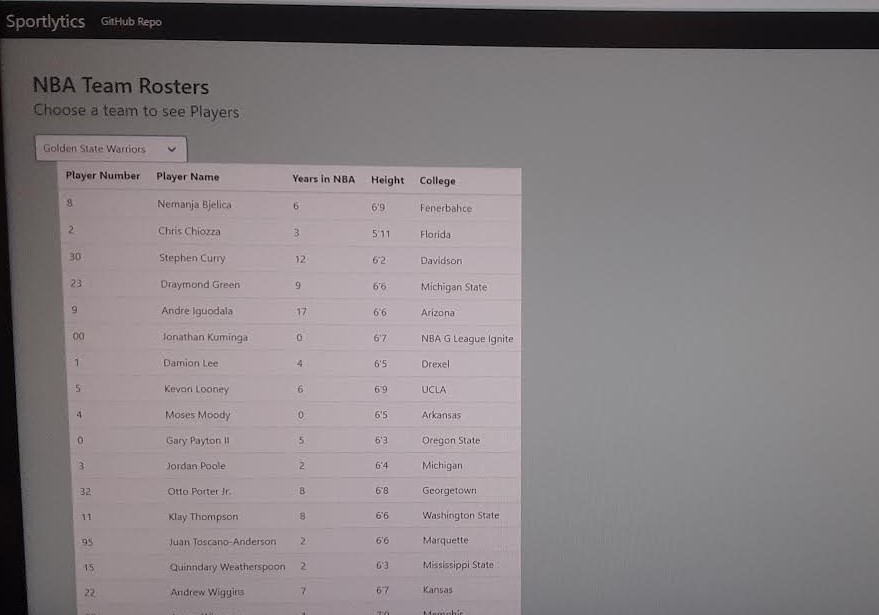 Sportlytics GitHub Repo
NBA Team Rosters
Choose a team to see Players
Golden State Warriors
Player Number Player Name Years in NBA Height College
8 Nemanja Bjelica 6 6'9 Fenerbahce
2 Chris Chiozza 3 5'11 Florida
30 Stephen Curry 12 6'2 Davidson
23 Draymond Green 9 6'6 Michigan State
9 Andre Iguodala 17 6'6 Arizona
00 Jonathan Kuminga 0 6'7 NBA G League Ignite
1 Damion Lee 4 6'5 Drexel
5 Kevon Looney 6 6'9 UCLA
4 Moses Moody 0 6'5 Arkansas
0 Gary Payton II 5 6'3 Oregon State
3 Jordan Poole 2 6'4 Michigan
32 Otto Porter Jr. 8 6'8 Georgetown
11 Klay Thompson 8 6'6 Washington State
95 Juan Toscano-Anderson 2 6'6 Marquette
15 Quinndary Weatherspoon 2 6'3 Mississippi State
22 Andrew Wiggins 7 6'7 Kansas
7'0 Memphis